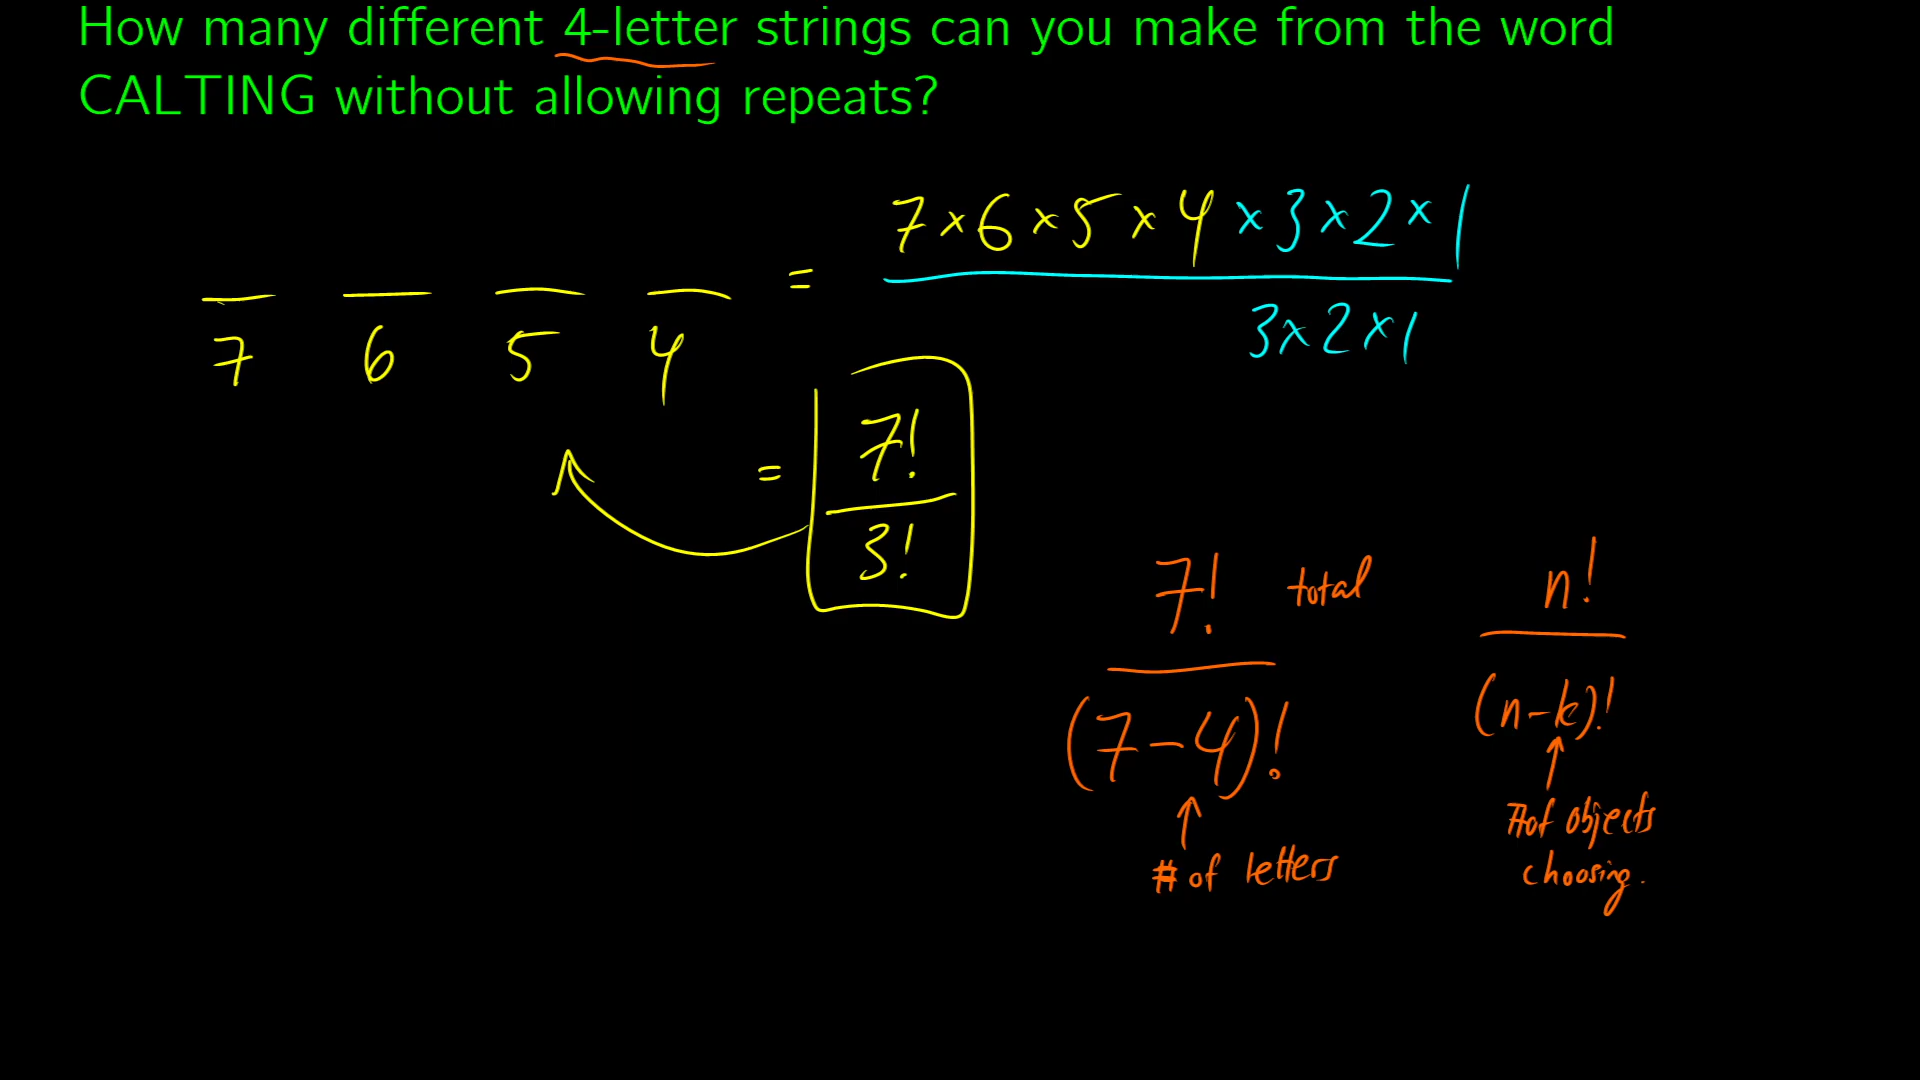 How many different 4-letter strings can you make from the word
CALTING without allowing repeats?
7 6 5 4
= 7×6×5×4×3×2×1
3×2×1
= 7!
3!
7! total
(7-4)!
# of letters
n!
(n-k)!
# of objects
choosing.